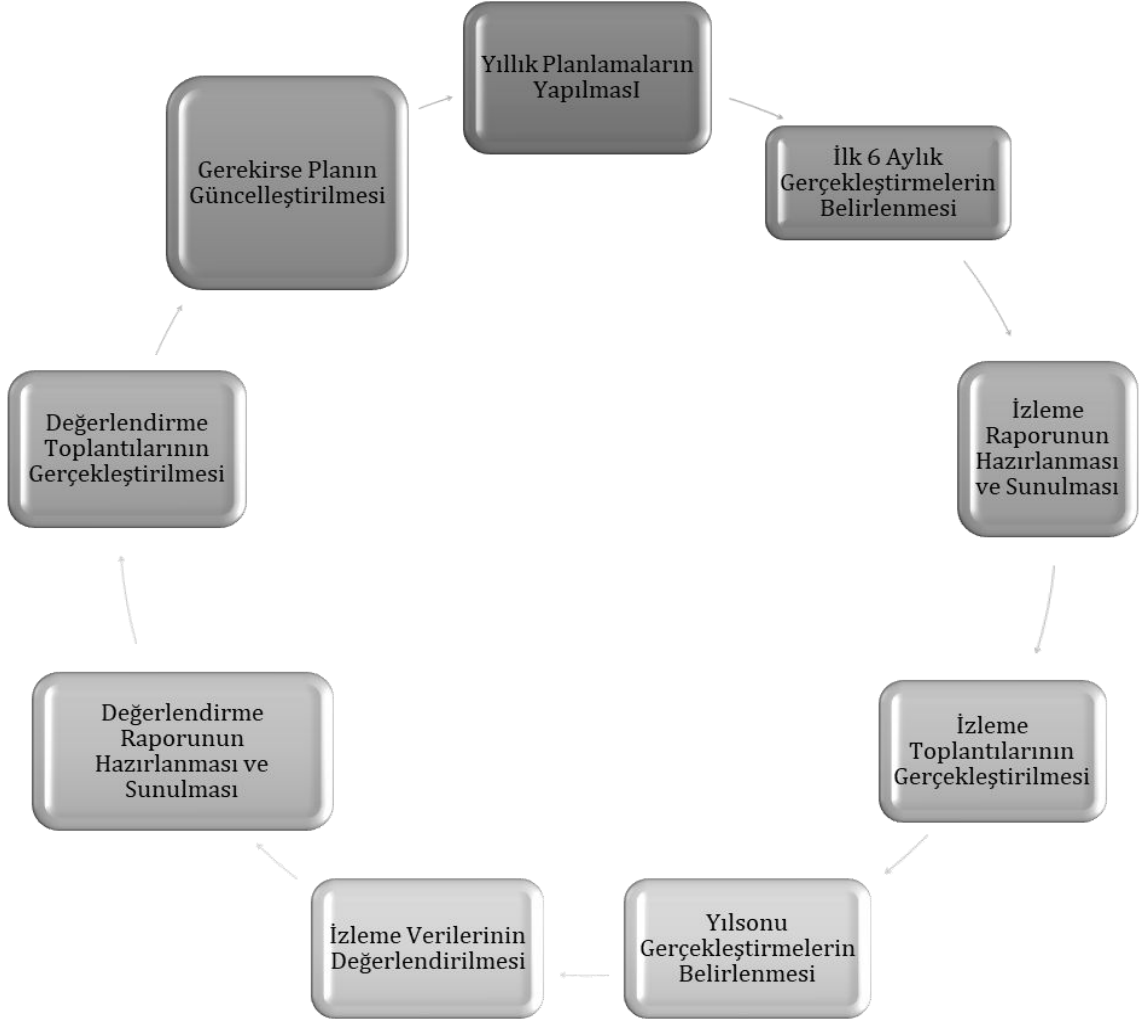 Yıllık Planlamaların
YapılmasI
İlk 6 Aylık
Gerçekleştirmelerin
Belirlenmesi
İzleme
Raporunun
Hazırlanması
ve Sunulması
İzleme
Toplantılarının
Gerçekleştirilmesi
Yılsonu
Gerçekleştirmelerin
Belirlenmesi
İzleme Verilerinin
Değerlendirilmesi
Değerlendirme
Raporunun
Hazırlanması ve
Sunulması
Değerlendirme
Toplantılarının
Gerçekleştirilmesi
Gerekirse Planın
Güncelleştirilmesi